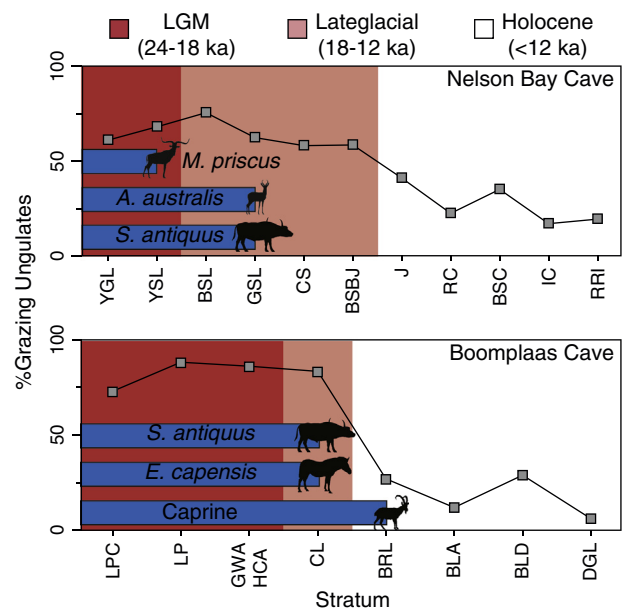 LGM
(24-18 ka)
Lateglacial
(18-12 ka)
Holocene
(<12 ka)
%Grazing Ungulates
100
50
0
Nelson Bay Cave
M. priscus
A. australis
S. antiquus
YGL
YSL
BSL
GSL
CS
BSBJ
J
RC
BSC
IC
RRI
100
50
0
Boomplaas Cave
S. antiquus
E. capensis
Caprine
LPC
LP
GWA
HCA
CL
BRL
BLA
BLD
DGL
Stratum